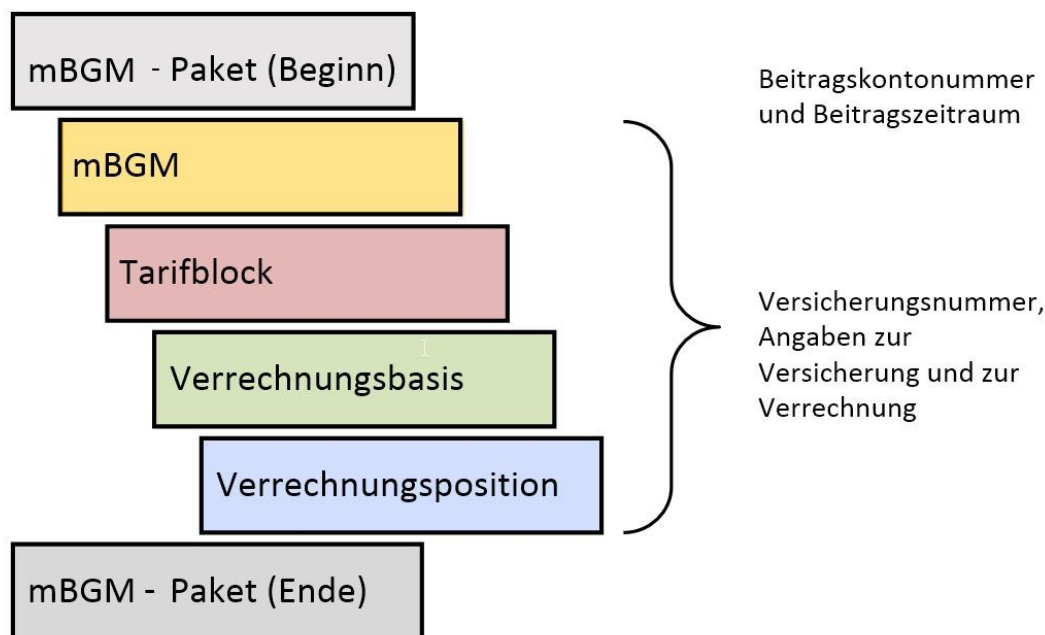 mBGM - Paket (Beginn)
Beitragskontonummer
und Beitragszeitraum
mBGM
Tarifblock
Verrechnungsbasis
Verrechnungsposition
Versicherungsnummer,
Angaben zur
Versicherung und zur
Verrechnung
mBGM - Paket (Ende)